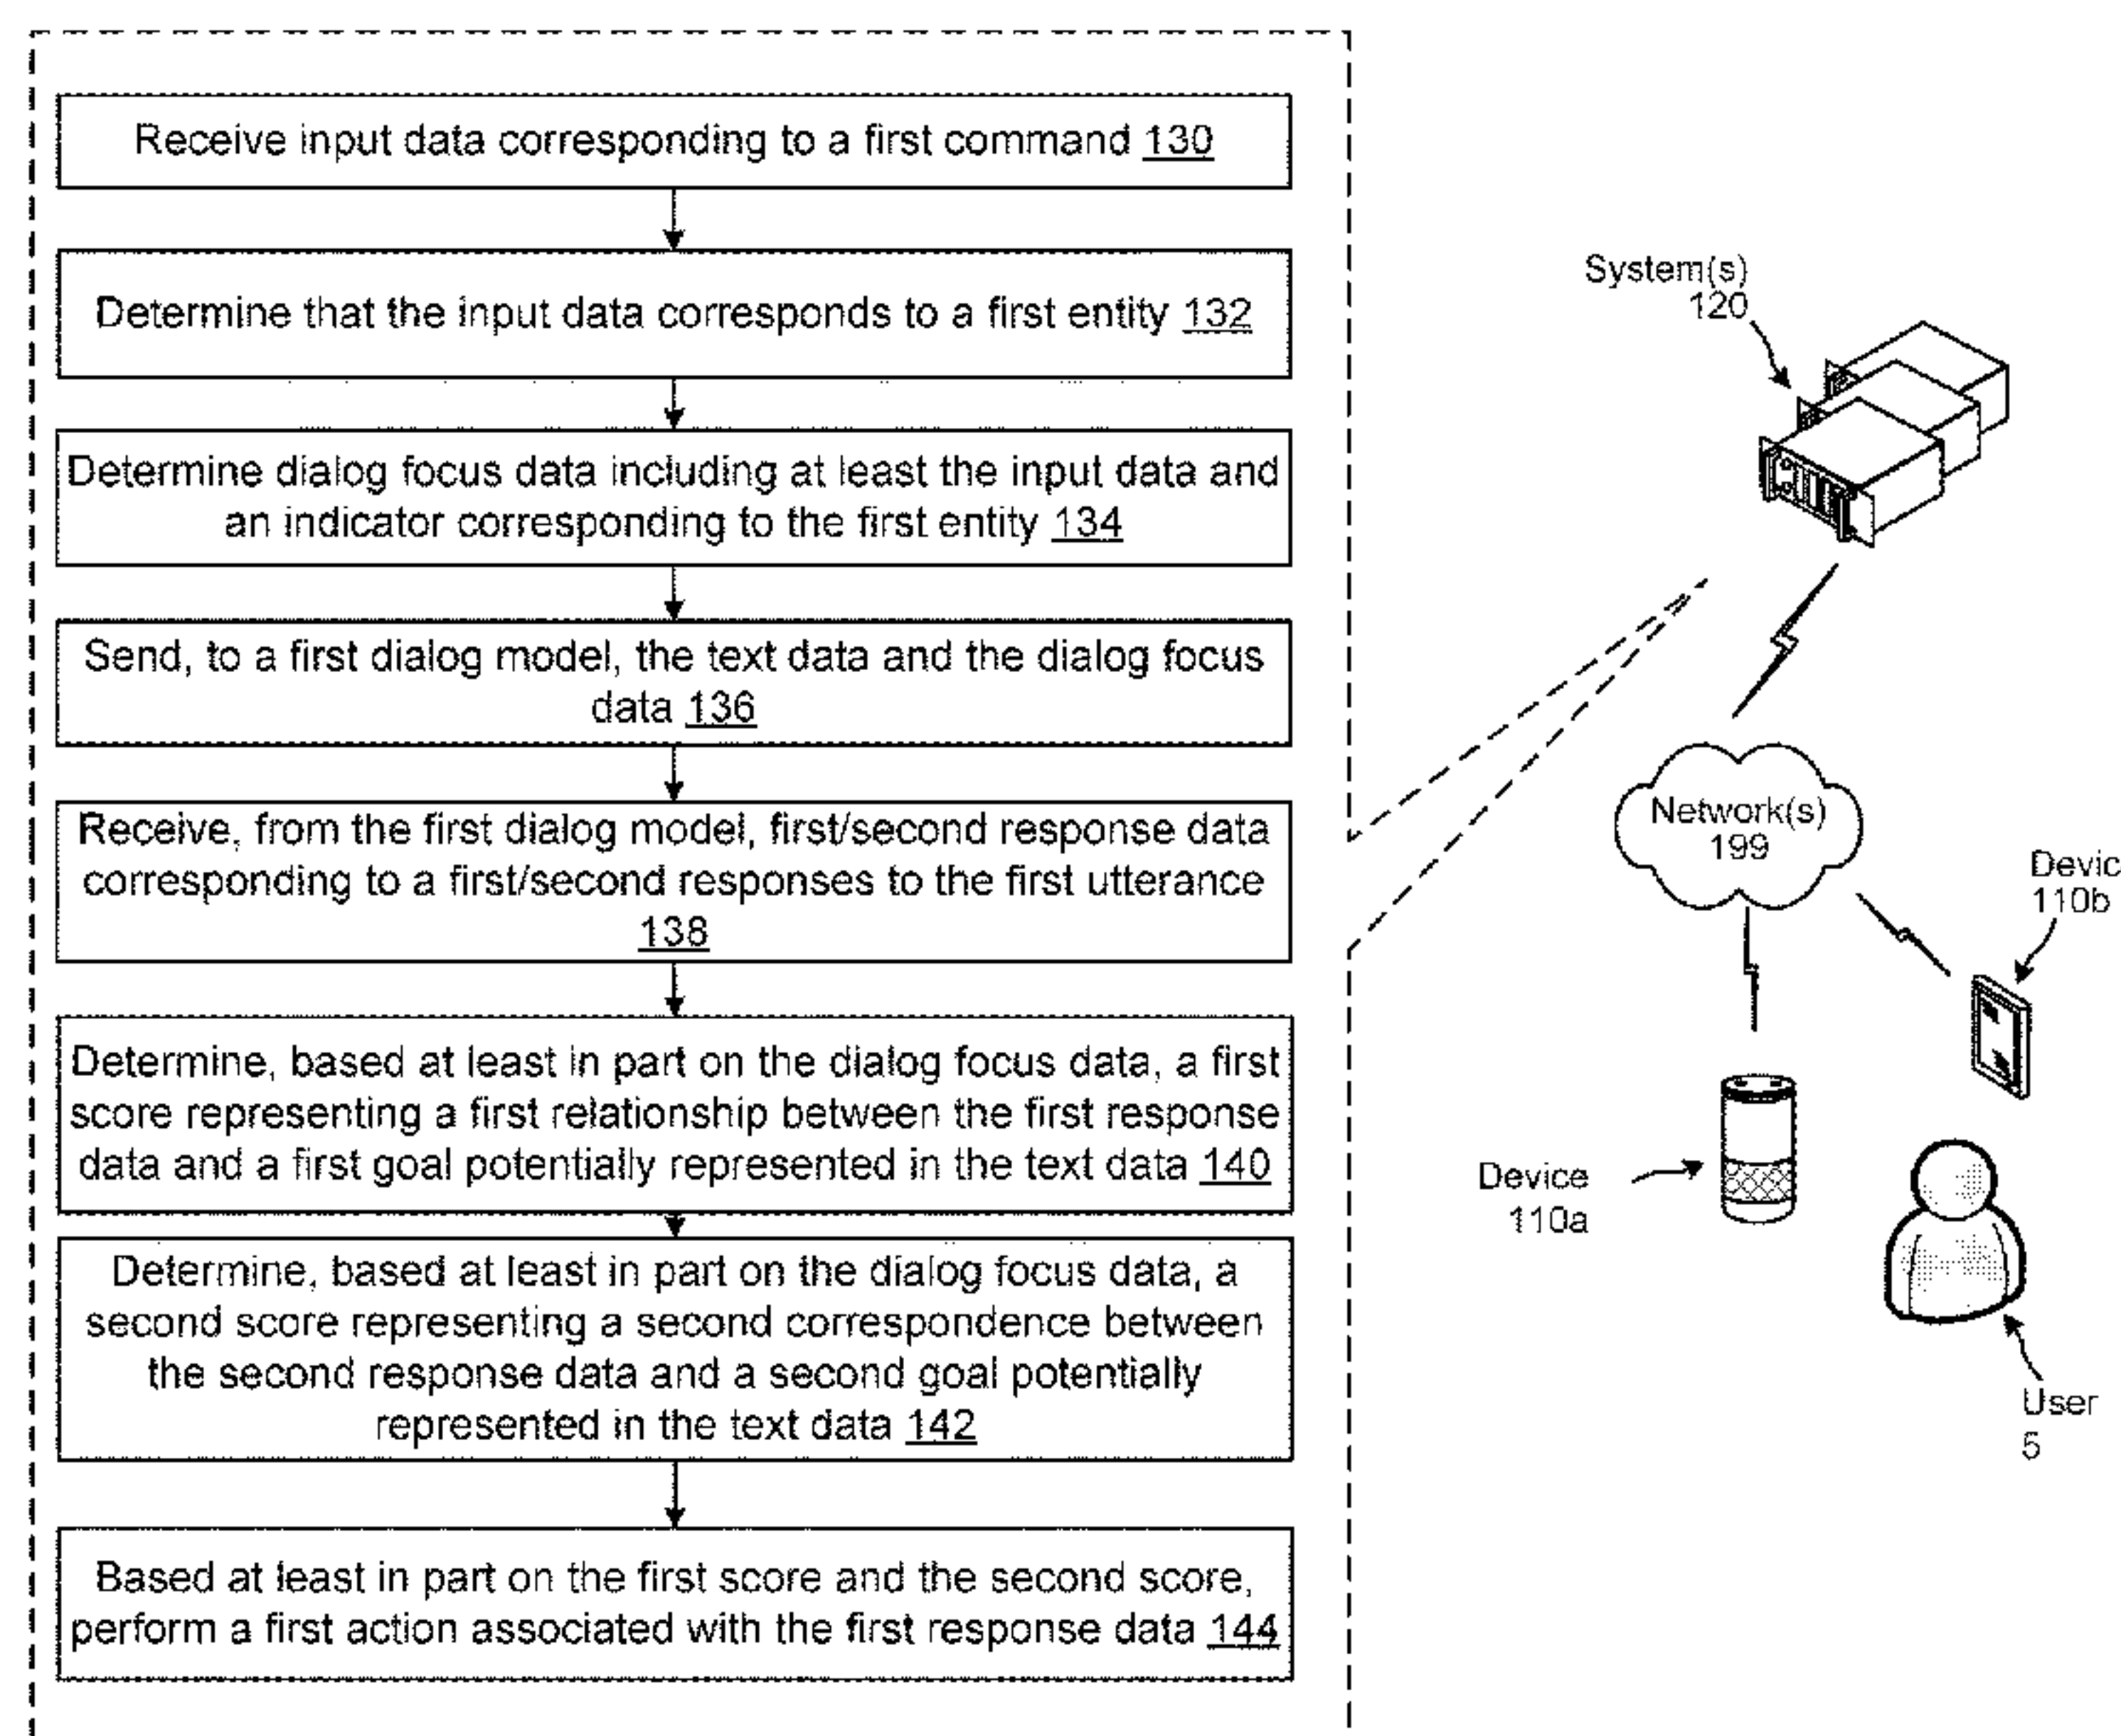 Receive input data corresponding to a first command 130
Determine that the input data corresponds to a first entity 132
Determine dialog focus data including at least the input data and
an indicator corresponding to the first entity 134
Send, to a first dialog model, the text data and the dialog focus
data 136
Receive, from the first dialog model, first/second response data
corresponding to a first/second responses to the first utterance
138
Determine, based at least in part on the dialog focus data, a first
score representing a first relationship between the first response
data and a first goal potentially represented in the text data 140
Determine, based at least in part on the dialog focus data, a
second score representing a second correspondence between
the second response data and a second goal potentially
represented in the text data 142
Based at least in part on the first score and the second score,
perform a first action associated with the first response data 144
System(s)
120
Network(s)
199
Devic
110b
Device
110a
User
5